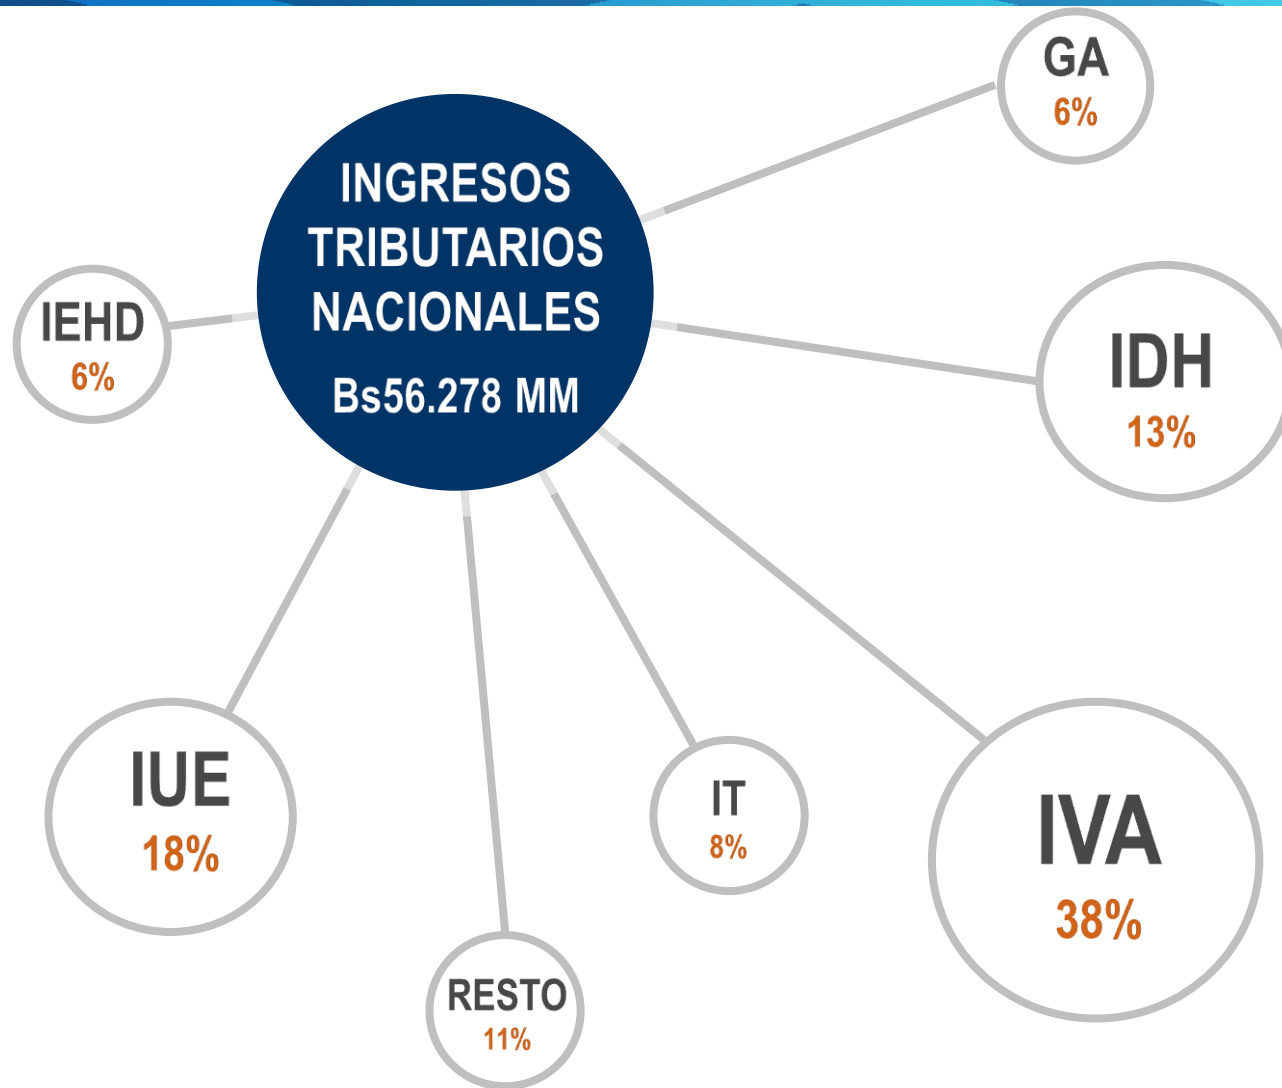 INGRESOS
TRIBUTARIOS
NACIONALES
Bs56.278 MM
GA
6%
IDH
13%
IVA
38%
IT
8%
RESTO
11%
IUE
18%
IEHD
6%